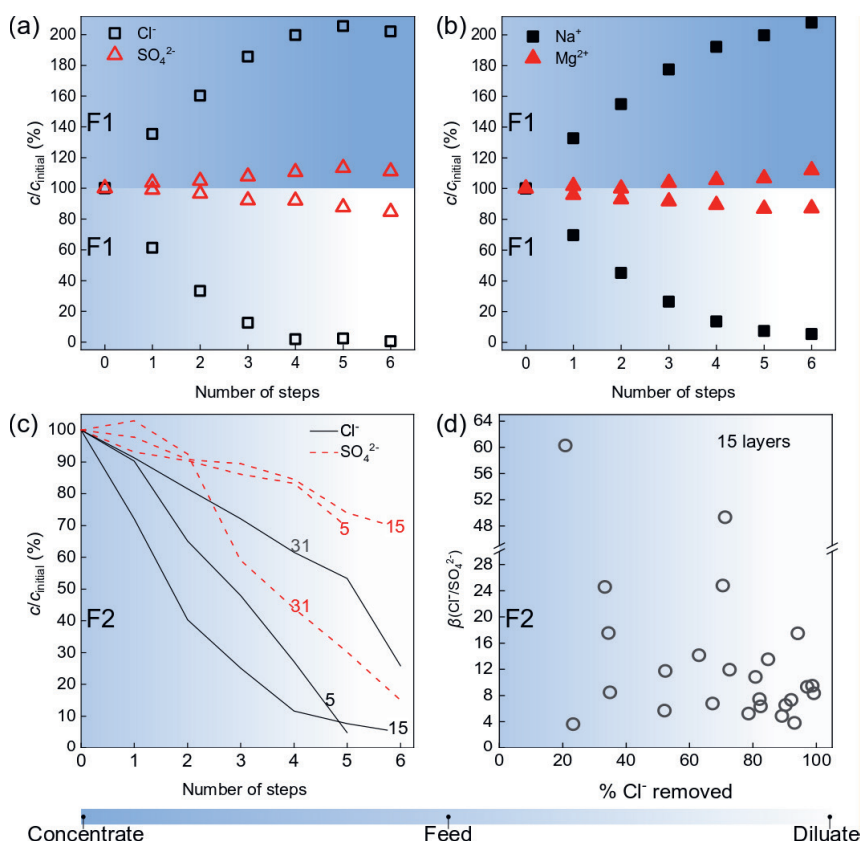 (a)
Cl⁻
SO₄²⁻
200
180
160
140
120
100
80
60
40
20
0
F1
F1
c/c_initial (%)
0 1 2 3 4 5 6
Number of steps
(b)
Na⁺
Mg²⁺
200
180
160
140
120
100
80
60
40
20
0
F1
F1
c/c_initial (%)
0 1 2 3 4 5 6
Number of steps
(c)
Cl⁻
SO₄²⁻
100
90
80
70
60
50
40
30
20
10
0
F2
c/c_initial (%)
31
5
15
31
5
15
0 1 2 3 4 5 6
Number of steps
(d)
15 layers
64
60
56
52
48
28
24
20
16
12
8
4
0
F2
β(Cl⁻/SO₄²⁻)
0 20 40 60 80 100
% Cl⁻ removed
Concentrate Feed Diluate